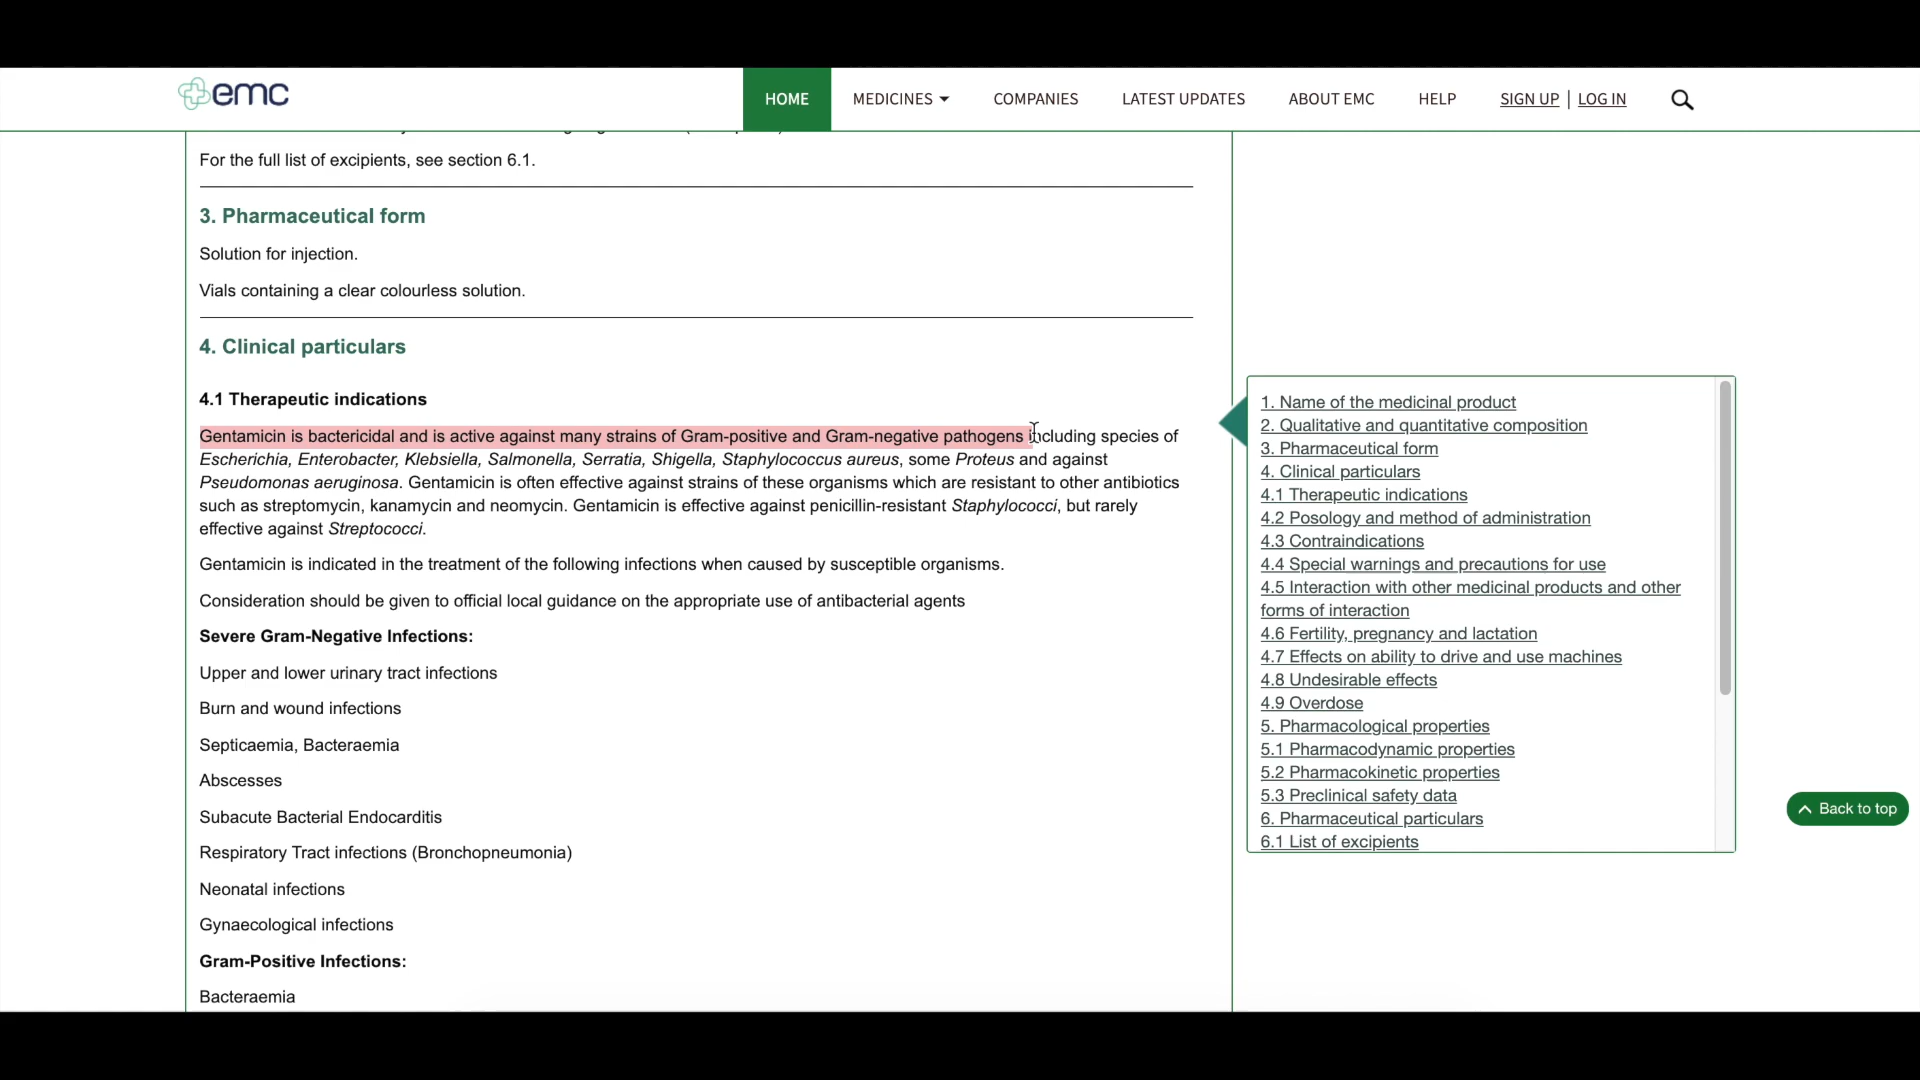 emc
HOME
MEDICINES
COMPANIES
LATEST UPDATES
ABOUT EMC
HELP
SIGN UP | LOG IN
For the full list of excipients, see section 6.1.
3. Pharmaceutical form
Solution for injection.
Vials containing a clear colourless solution.
4. Clinical particulars
4.1 Therapeutic indications
Gentamicin is bactericidal and is active against many strains of Gram-positive and Gram-negative pathogens including species of
Escherichia, Enterobacter, Klebsiella, Salmonella, Serratia, Shigella, Staphylococcus aureus, some Proteus and against
Pseudomonas aeruginosa. Gentamicin is often effective against strains of these organisms which are resistant to other antibiotics
such as streptomycin, kanamycin and neomycin. Gentamicin is effective against penicillin-resistant Staphylococci, but rarely
effective against Streptococci.
Gentamicin is indicated in the treatment of the following infections when caused by susceptible organisms.
Consideration should be given to official local guidance on the appropriate use of antibacterial agents
Severe Gram-Negative Infections:
Upper and lower urinary tract infections
Burn and wound infections
Septicaemia, Bacteraemia
Abscesses
Subacute Bacterial Endocarditis
Respiratory Tract infections (Bronchopneumonia)
Neonatal infections
Gynaecological infections
Gram-Positive Infections:
Bacteraemia
1. Name of the medicinal product
2. Qualitative and quantitative composition
3. Pharmaceutical form
4. Clinical particulars
4.1 Therapeutic indications
4.2 Posology and method of administration
4.3 Contraindications
4.4 Special warnings and precautions for use
4.5 Interaction with other medicinal products and other
forms of interaction
4.6 Fertility, pregnancy and lactation
4.7 Effects on ability to drive and use machines
4.8 Undesirable effects
4.9 Overdose
5. Pharmacological properties
5.1 Pharmacodynamic properties
5.2 Pharmacokinetic properties
5.3 Preclinical safety data
6. Pharmaceutical particulars
6.1 List of excipients
Back to top